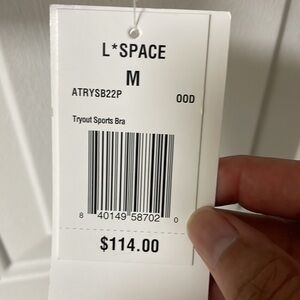 L*SPACE
M
ATRYSB22P OOD
Tryout Sports Bra
8 40149 58702 0
$114.00